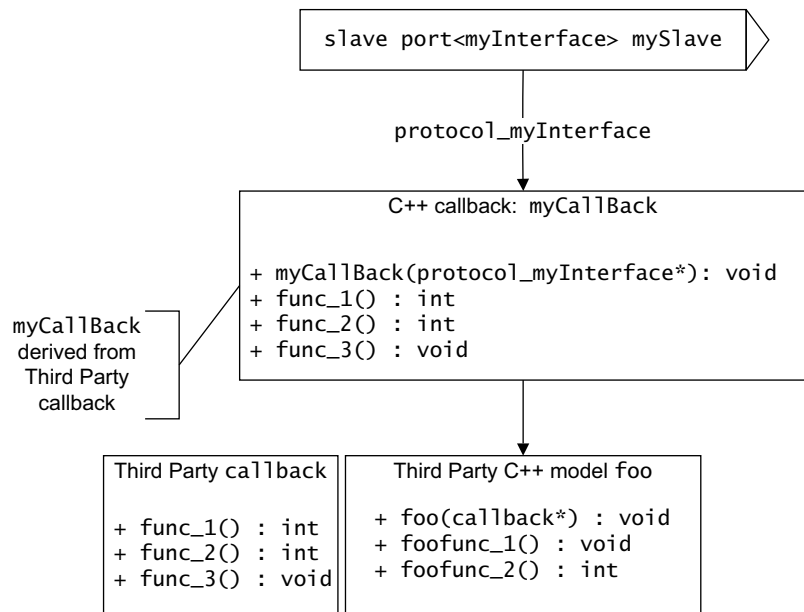 slave port<myInterface> mySlave
protocol_myInterface
C++ callback: myCallBack
+ myCallBack(protocol_myInterface*): void
+ func_1() : int
+ func_2() : int
+ func_3() : void
myCallBack
derived from
Third Party
callback
Third Party callback
+ func_1() : int
+ func_2() : int
+ func_3() : void
Third Party C++ model foo
+ foo(callback*) : void
+ foofunc_1() : void
+ foofunc_2() : int